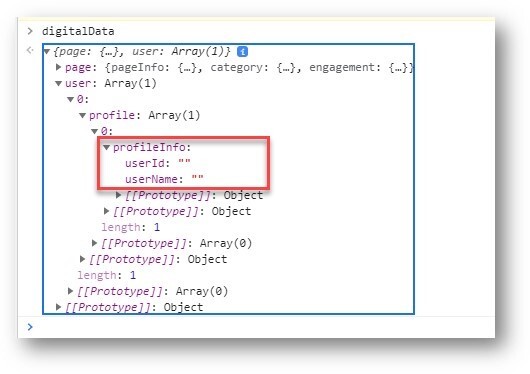 > digitalData
<· ▼{page: {…}, user: Array(1)} i
▶page: {pageInfo: {…}, category: {…}, engagement: {…}}
▼user: Array(1)
▼0:
▼profile: Array(1)
▼0:
▼profileInfo:
userId: ""
userName: ""
▶[[Prototype]]: Object
▶[[Prototype]]: Object
length: 1
▶[[Prototype]]: Array(0)
▶[[Prototype]]: Object
length: 1
▶[[Prototype]]: Array(0)
▶[[Prototype]]: Object
>